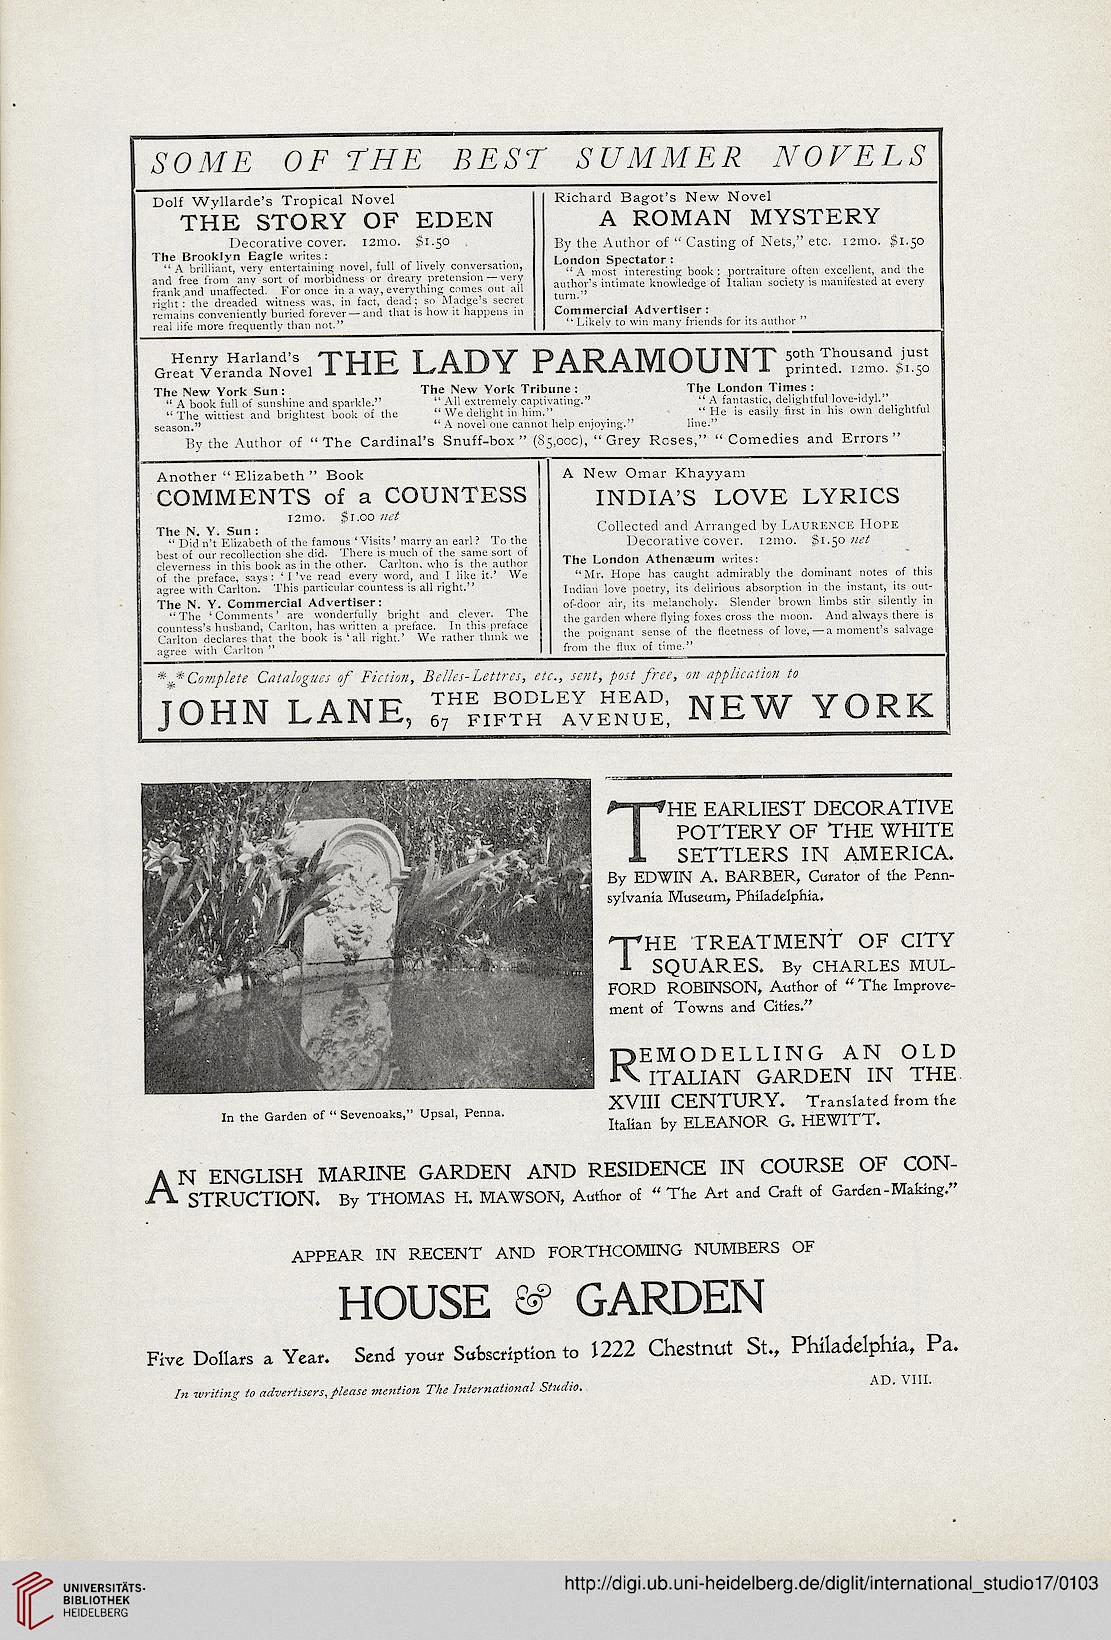 SOME OF THE BEST SUMMER NOVELS
Dolf Wyllarde's Tropical Novel
THE STORY OF EDEN
Decorative cover. 12mo. $1.50
The Brooklyn Eagle writes:
"A brilliant, very entertaining novel, full of lively conversation,
and free from any sort of morbidness or dreary pretension—very
frank and unaffected. For once in a way, everything comes out all
right: the dreaded witness was, in fact, dead; so Madge's secret
remains conveniently buried forever—and that is how it happens in
real life more frequently than not."
Richard Bagot's New Novel
A ROMAN MYSTERY
By the Author of "Casting of Nets," etc. 12mo. $1.50
London Spectator:
"A most interesting book; portraiture often excellent, and the
author's intimate knowledge of Italian society is manifested at every
turn."
Commercial Advertiser:
"Likely to win many friends for its author"
Henry Harland's
Great Veranda Novel
THE LADY PARAMOUNT
50th Thousand just
printed. 12mo. $1.50
The New York Sun:
"A book full of sunshine and sparkle."
"The wittiest and brightest book of the
season."
The New York Tribune:
"All extremely captivating."
"We delight in him."
"A novel one cannot help enjoying."
The London Times:
"A fantastic, delightful love-idyl."
"He is easily first in his own delightful
line."
By the Author of "The Cardinal's Snuff-box" (85,000), "Grey Roses," "Comedies and Errors"
Another "Elizabeth" Book
COMMENTS of a COUNTESS
12mo. $1.00 net
The N. Y. Sun:
"Did n't Elizabeth of the famous 'Visits' marry an earl? To the
best of our recollection she did. There is much of the same sort of
cleverness in this book as in the other. Carlton, who is the author
of the preface, says: 'I 've read every word, and I like it.' We
agree with Carlton. This particular countess is all right."
The N. Y. Commercial Advertiser:
"The 'Comments' are wonderfully bright and clever. The
countess's husband, Carlton, has written a preface. In this preface
Carlton declares that the book is 'all right.' We rather think we
agree with Carlton"
A New Omar Khayyam
INDIA'S LOVE LYRICS
Collected and Arranged by LAURENCE HOPE
Decorative cover. 12mo. $1.50 net
The London Athenæum writes:
"Mr. Hope has caught admirably the dominant notes of this
Indian love poetry, its delirious absorption in the instant, its out-
of-door air, its melancholy. Slender brown limbs stir silently in
the garden where flying foxes cross the moon. And always there is
the poignant sense of the fleetness of love,—a moment's salvage
from the flux of time."
*** Complete Catalogues of Fiction, Belles-Lettres, etc., sent, post free, on application to
JOHN LANE, THE BODLEY HEAD,
67 FIFTH AVENUE, NEW YORK
THE EARLIEST DECORATIVE
POTTERY OF THE WHITE
SETTLERS IN AMERICA.
By EDWIN A. BARBER, Curator of the Penn-
sylvania Museum, Philadelphia.
THE TREATMENT OF CITY
SQUARES. By CHARLES MUL-
FORD ROBINSON, Author of "The Improve-
ment of Towns and Cities."
REMODELLING AN OLD
ITALIAN GARDEN IN THE
XVIII CENTURY. Translated from the
Italian by ELEANOR G. HEWITT.
In the Garden of "Sevenoaks," Upsal, Penna.
AN ENGLISH MARINE GARDEN AND RESIDENCE IN COURSE OF CON-
STRUCTION. By THOMAS H. MAWSON, Author of "The Art and Craft of Garden-Making."
APPEAR IN RECENT AND FORTHCOMING NUMBERS OF
HOUSE & GARDEN
Five Dollars a Year. Send your Subscription to 1222 Chestnut St., Philadelphia, Pa.
In writing to advertisers, please mention The International Studio.
AD. VIII.
UNIVERSITÄTS-
BIBLIOTHEK
HEIDELBERG
http://digi.ub.uni-heidelberg.de/diglit/international_studio17/0103